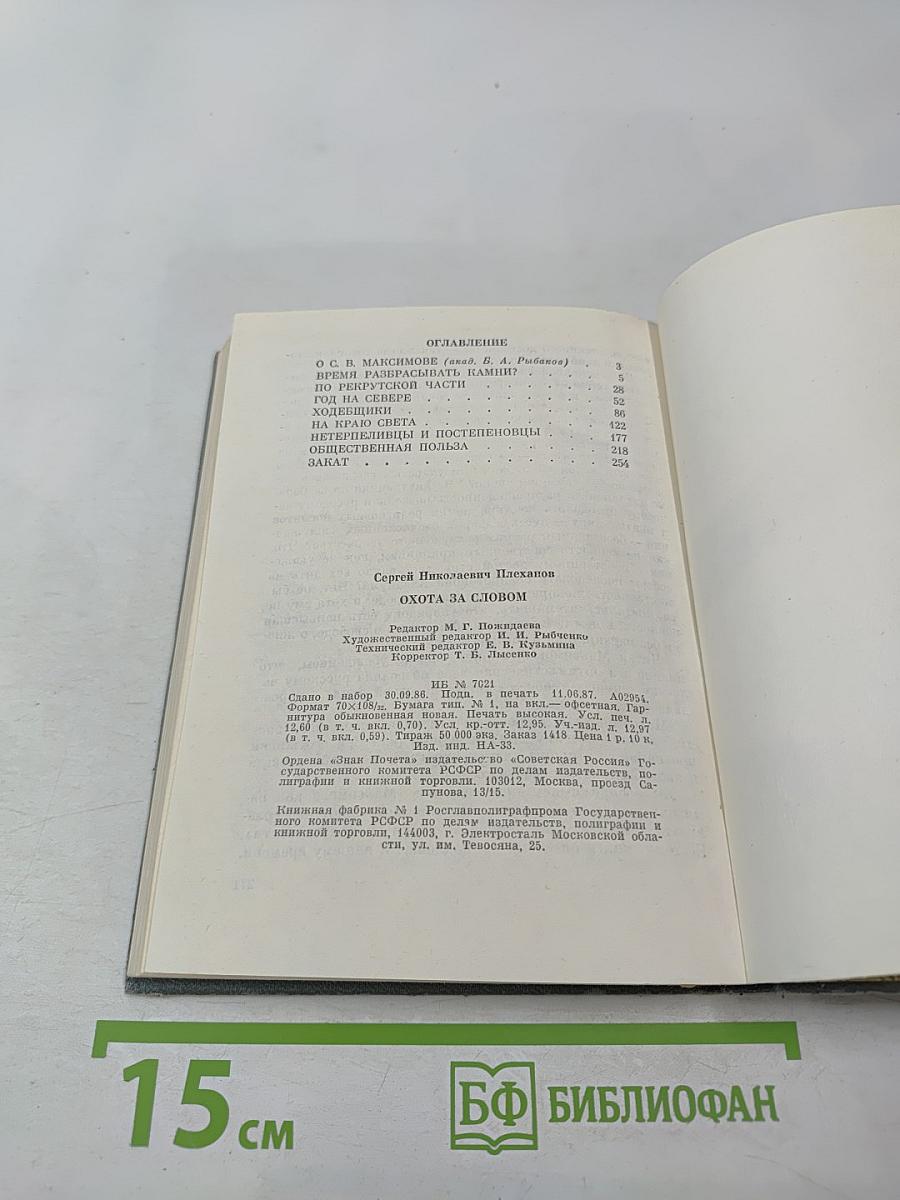 ОГЛАВЛЕНИЕ
О С. В. МАКСИМОВЕ (акад. Б. А. Рыбаков) . 3
ВРЕМЯ РАЗБРАСЫВАТЬ КАМНИ? . . . . 5
ПО РЕКРУТСКОЙ ЧАСТИ . . . . . . 28
ГОД НА СЕВЕРЕ . . . . . . . . 52
ХОДЕБЩИКИ . . . . . . . . . 86
НА КРАЮ СВЕТА . . . . . . . . 122
НЕТЕРПЕЛИВЦЫ И ПОСТЕПЕНОВЦЫ . . . 177
ОБЩЕСТВЕННАЯ ПОЛЬЗА . . . . . . 218
ЗАКАТ . . . . . . . . . . . 254
Сергей Николаевич Плеханов
ОХОТА ЗА СЛОВОМ
Редактор М. Г. Пожидаева
Художественный редактор И. И. Рыбченко
Технический редактор Е. В. Кузьмина
Корректор Т. Б. Лысенко
ИБ № 7021
Сдано в набор 30.09.86. Подп. в печать 11.06.87. А02954.
Формат 70×108/32. Бумага тип. № 1, на вкл.— офсетная. Гар-
нитура обыкновенная новая. Печать высокая. Усл. печ. л.
12,60 (в т. ч. вкл. 0,70). Усл. кр.-отт. 12,95. Уч.-изд. л. 12,97
(в т. ч. вкл. 0,59). Тираж 50 000 экз. Заказ 1418. Цена 1 р. 10 к.
Изд. инд. НА-33.
Ордена «Знак Почета» издательство «Советская Россия» Го-
сударственного комитета РСФСР по делам издательств, по-
лиграфии и книжной торговли. 103012, Москва, проезд Са-
пунова, 13/15.
Книжная фабрика № 1 Росглавполиграфпрома Государствен-
ного комитета РСФСР по делам издательств, полиграфии и
книжной торговли, 144003, г. Электросталь Московской обла-
сти, ул. им. Тевосяна, 25.
15 см
БФ БИБЛИОФАН